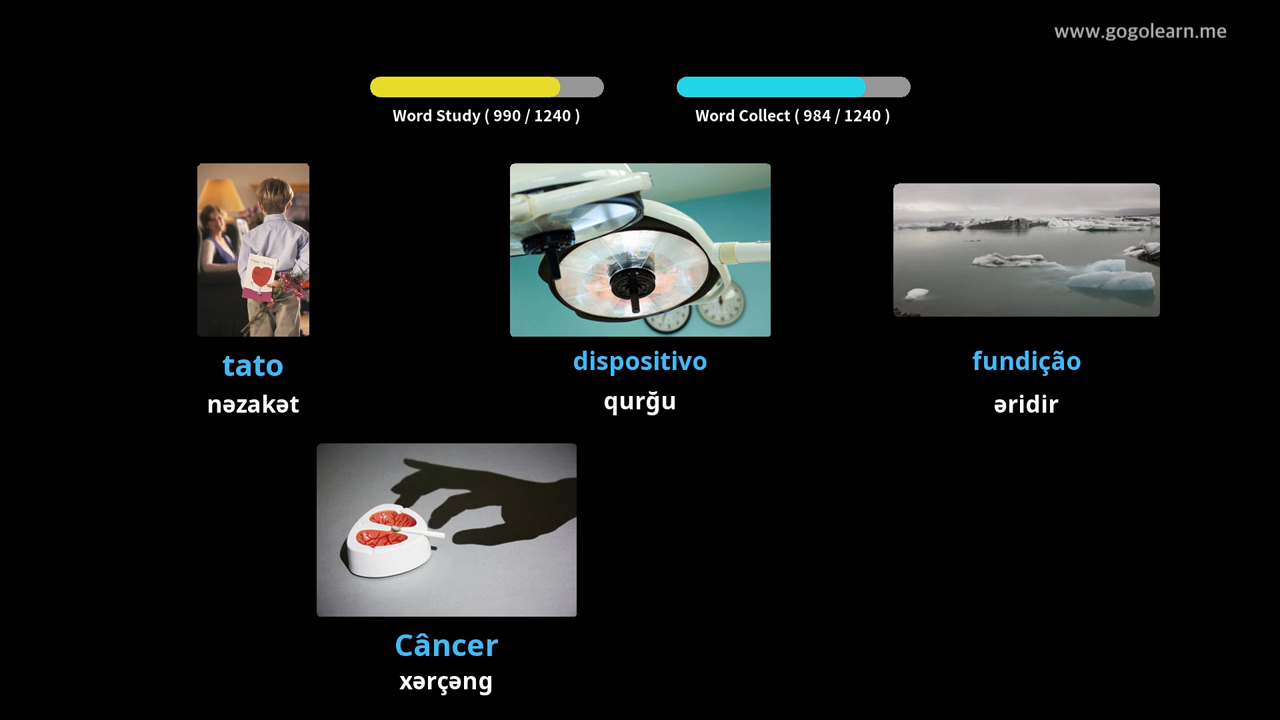 www.gogolearn.me
Word Study ( 990 / 1240 )
Word Collect ( 984 / 1240 )
tato
nəzakət
dispositivo
qurğu
fundição
əridir
Câncer
xərçəng